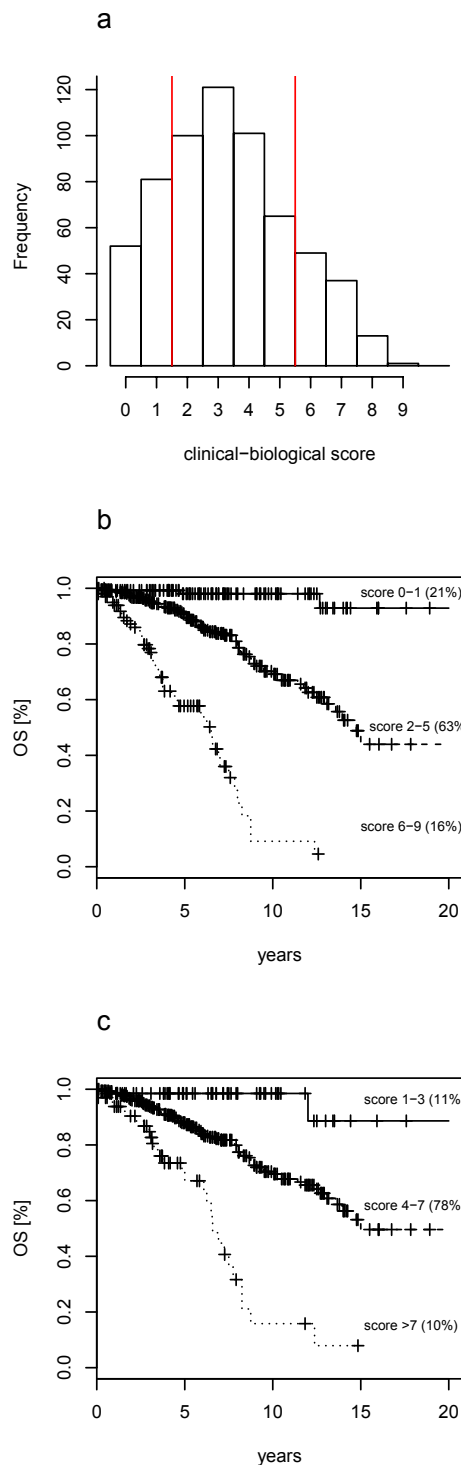 a
Frequency
0 20 40 60 80 100 120
0 1 2 3 4 5 6 7 8 9
clinical−biological score
b
OS [%]
0.0 0.2 0.4 0.6 0.8 1.0
score 0−1 (21%)
score 2−5 (63%
score 6−9 (16%)
0 5 10 15 20
years
c
OS [%]
0.0 0.2 0.4 0.6 0.8 1.0
score 1−3 (11%
score 4−7 (78%
score >7 (10%)
0 5 10 15 20
years